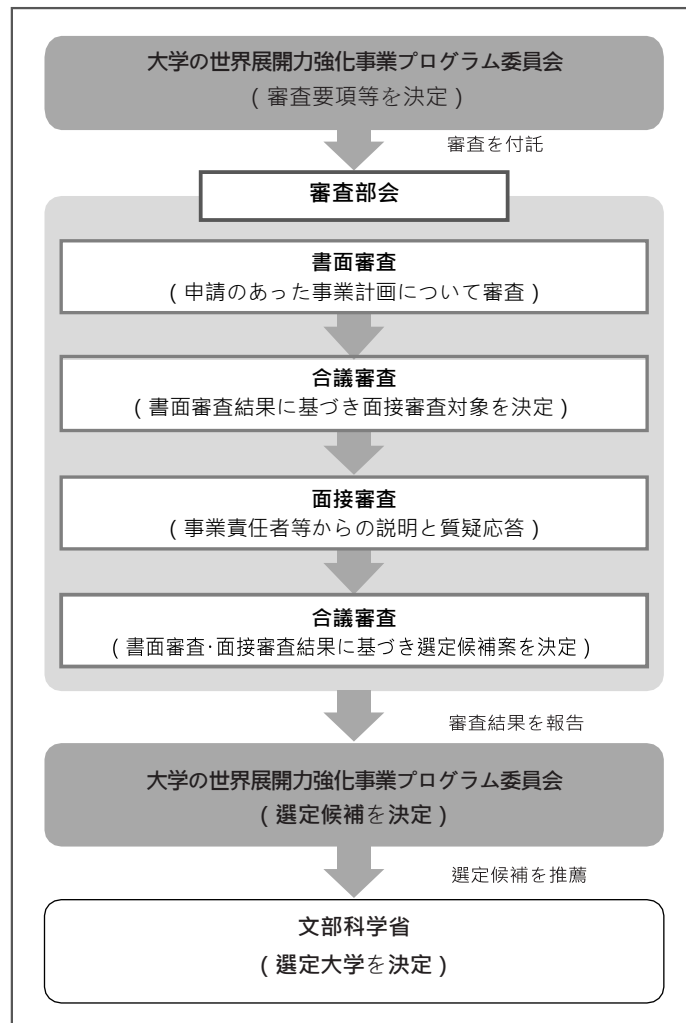 大学の世界展開力強化事業プログラム委員会
(審査要項等を決定)
審査を付託
審査部会
書面審査
(申請のあった事業計画について審査)
合議審査
(書面審査結果に基づき面接審査対象を決定)
面接審査
(事業責任者等からの説明と質疑応答)
合議審査
(書面審査･面接審査結果に基づき選定候補案を決定)
審査結果を報告
大学の世界展開力強化事業プログラム委員会
(選定候補を決定)
選定候補を推薦
文部科学省
(選定大学を決定)